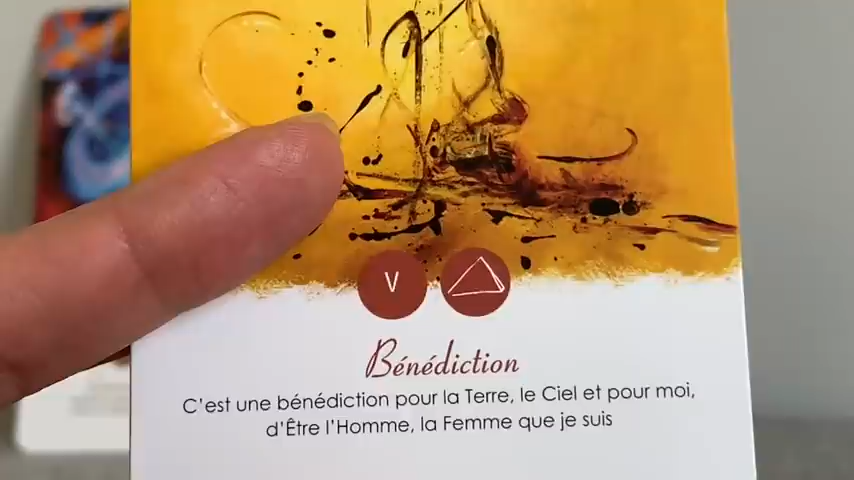 V
Bénédiction
C'est une bénédiction pour la Terre, le Ciel et pour moi,
d'Être l'Homme, la Femme que je suis